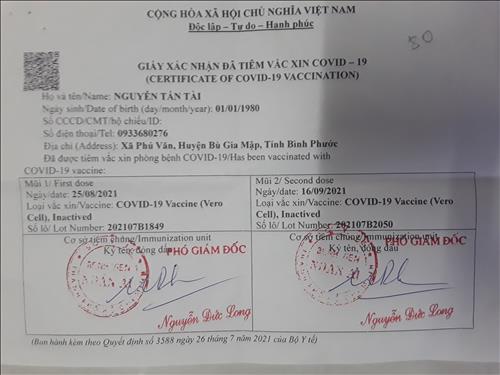 CỘNG HÒA XÃ HỘI CHỦ NGHĨA VIỆT NAM
Độc lập – Tự do – Hạnh phúc
50
GIẤY XÁC NHẬN ĐÃ TIÊM VẮC XIN COVID – 19
(CERTIFICATE OF COVID-19 VACCINATION)
Họ và tên/Name: NGUYỄN TẤN TÀI
Ngày sinh/Date of birth (day/month/year): 01/01/1980
Số CCCD/CMT/hộ chiếu/ID:
Số điện thoại/Tel: 0933680276
Địa chỉ (Address): Xã Phú Văn, Huyện Bù Gia Mập, Tỉnh Bình Phước
Đã được tiêm vắc xin phòng bệnh COVID-19/Has been vaccinated with
COVID-19 vaccine:
Mũi 1/ First dose
Ngày/date: 25/08/2021
Loại vắc xin/Vaccine: COVID-19 Vaccine (Vero
Cell), Inactived
Số lô/ Lot Number: 202107B1849
Cơ sở tiêm chủng/Immunization unit
Ký tên, đóng dấu
PHÓ GIÁM ĐỐC
Nguyễn Đức Long
Mũi 2/ Second dose
Ngày/date: 16/09/2021
Loại vắc xin/Vaccine: COVID-19 Vaccine (Vero
Cell), Inactived
Số lô/ Lot Number: 202107B2050
Cơ sở tiêm chủng/Immunization unit
Ký tên, đóng dấu
PHÓ GIÁM ĐỐC
Nguyễn Đức Long
(Ban hành kèm theo Quyết định số 3588 ngày 26 tháng 7 năm 2021 của Bộ Y tế)